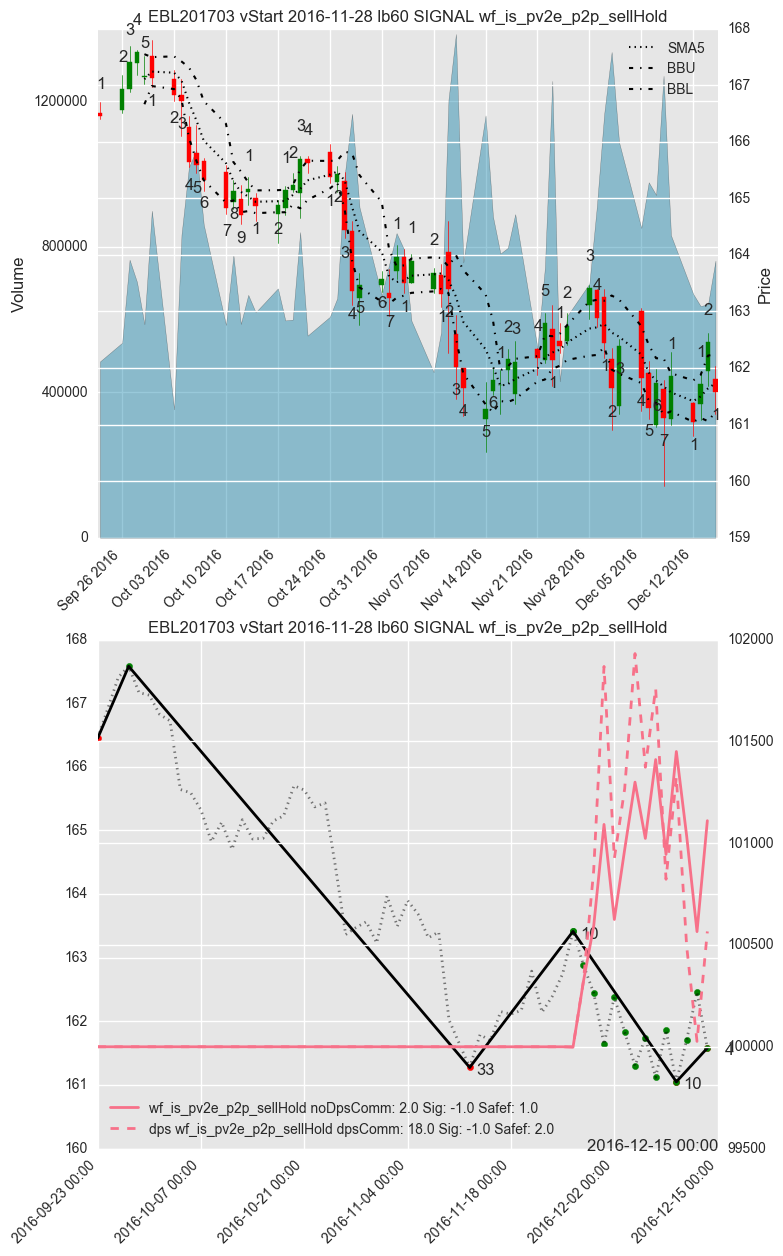 EBL201703 vStart 2016-11-28 lb60 SIGNAL wf_is_pv2e_p2p_sellHold
SMA5
BBU
BBL
Volume
1200000
800000
400000
0
168
167
166
165
164
163
162
161
160
159
Price
Sep 26 2016
Oct 03 2016
Oct 10 2016
Oct 17 2016
Oct 24 2016
Oct 31 2016
Nov 07 2016
Nov 14 2016
Nov 21 2016
Nov 28 2016
Dec 05 2016
Dec 12 2016
EBL201703 vStart 2016-11-28 lb60 SIGNAL wf_is_pv2e_p2p_sellHold
168
167
166
165
164
163
162
161
160
102000
101500
101000
100500
100000
99500
10
33
10
4
wf_is_pv2e_p2p_sellHold noDpsComm: 2.0 Sig: -1.0 Safef: 1.0
dps wf_is_pv2e_p2p_sellHold dpsComm: 18.0 Sig: -1.0 Safef: 2.0
2016-12-15 00:00
2016-09-23 00:00
2016-10-07 00:00
2016-10-21 00:00
2016-11-04 00:00
2016-11-18 00:00
2016-12-02 00:00
2016-12-15 00:00